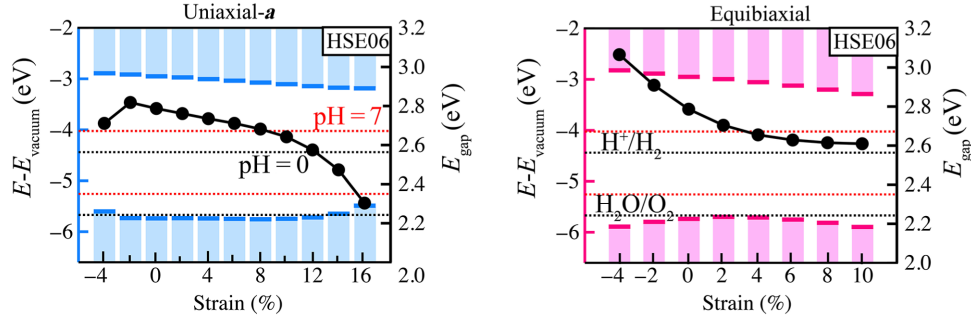 Uniaxial-a
Equibiaxial
HSE06
HSE06
E-Evacuum (eV)
−2
−3
−4
−5
−6
3.2
3.0
2.8
2.6
2.4
2.2
2.0
Egap (eV)
pH = 7
pH = 0
−4 0 4 8 12 16
Strain (%)
E-Evacuum (eV)
−2
−3
−4
−5
−6
3.2
3.0
2.8
2.6
2.4
2.2
2.0
Egap (eV)
H+/H2
H2O/O2
−4 −2 0 2 4 6 8 10
Strain (%)